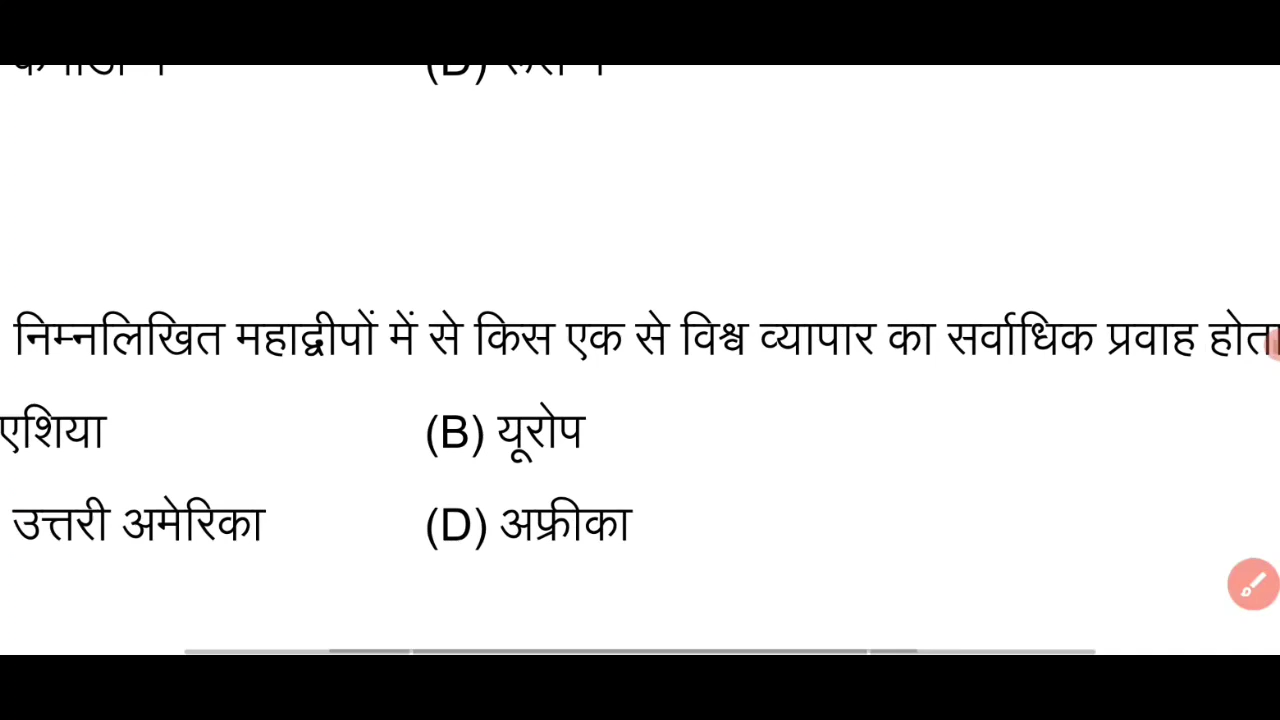 (D)
निम्नलिखित महाद्वीपों में से किस एक से विश्व व्यापार का सर्वाधिक प्रवाह होता
एशिया (B) यूरोप
उत्तरी अमेरिका (D) अफ्रीका